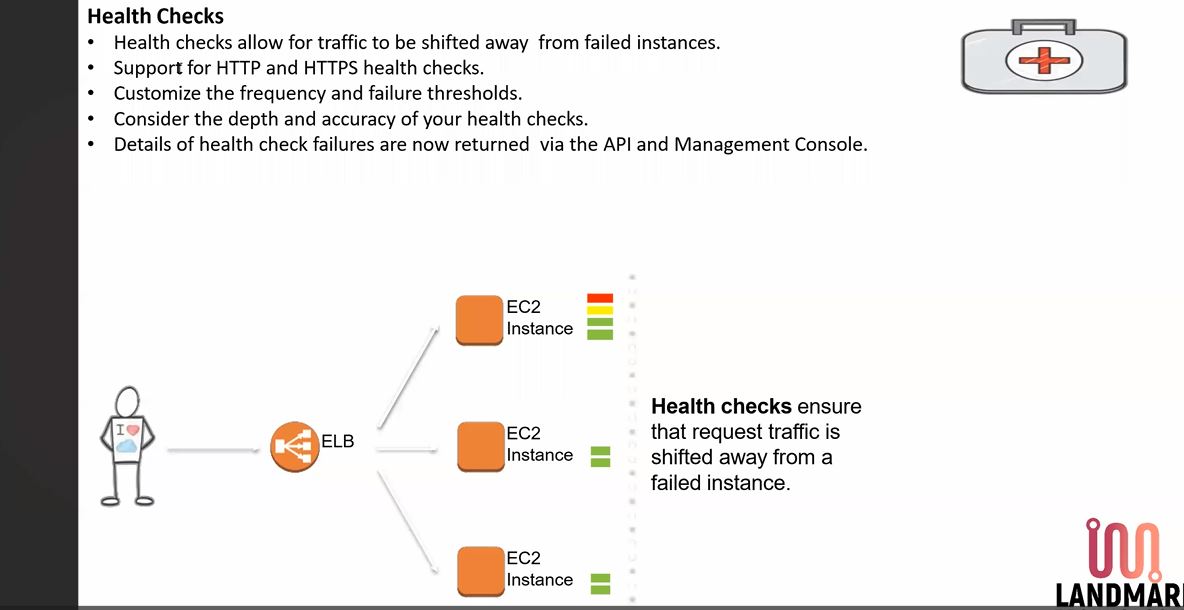 Health Checks
• Health checks allow for traffic to be shifted away from failed instances.
• Support for HTTP and HTTPS health checks.
• Customize the frequency and failure thresholds.
• Consider the depth and accuracy of your health checks.
• Details of health check failures are now returned via the API and Management Console.
EC2
Instance
I
ELB
EC2
Instance
Health checks ensure
that request traffic is
shifted away from a
failed instance.
EC2
Instance
LANDMAR